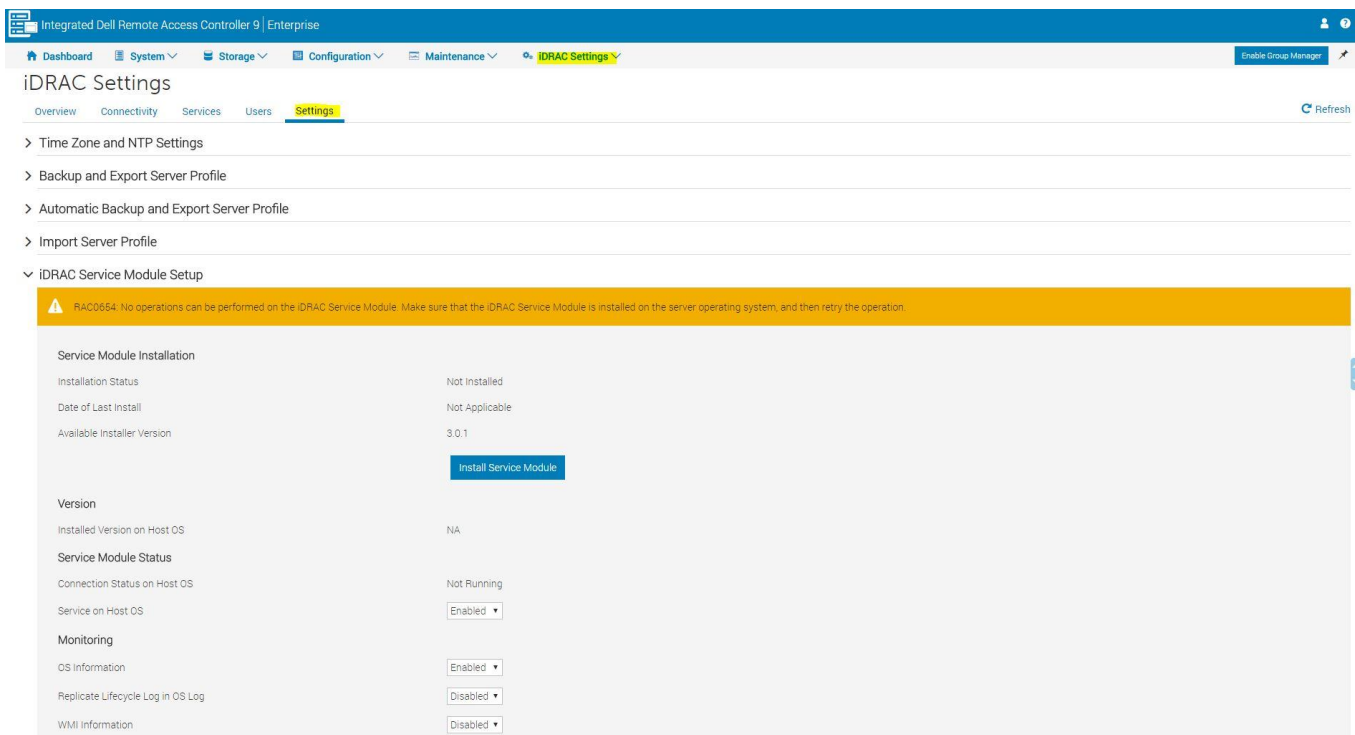 Integrated Dell Remote Access Controller 9 | Enterprise
Dashboard System Storage Configuration Maintenance iDRAC Settings Enable Group Manager
iDRAC Settings
Overview Connectivity Services Users Settings Refresh
Time Zone and NTP Settings
Backup and Export Server Profile
Automatic Backup and Export Server Profile
Import Server Profile
iDRAC Service Module Setup
RAC0654: No operations can be performed on the iDRAC Service Module. Make sure that the iDRAC Service Module is installed on the server operating system, and then retry the operation.
Service Module Installation
Installation Status Not Installed
Date of Last Install Not Applicable
Available Installer Version 3.0.1
Install Service Module
Version
Installed Version on Host OS NA
Service Module Status
Connection Status on Host OS Not Running
Service on Host OS Enabled
Monitoring
OS Information Enabled
Replicate Lifecycle Log in OS Log Disabled
WMI Information Disabled